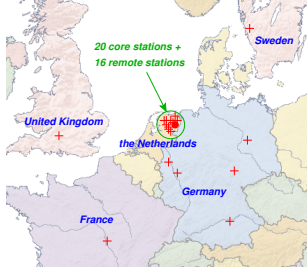 20 core stations +
16 remote stations
Sweden
United Kingdom
the Netherlands
Germany
France